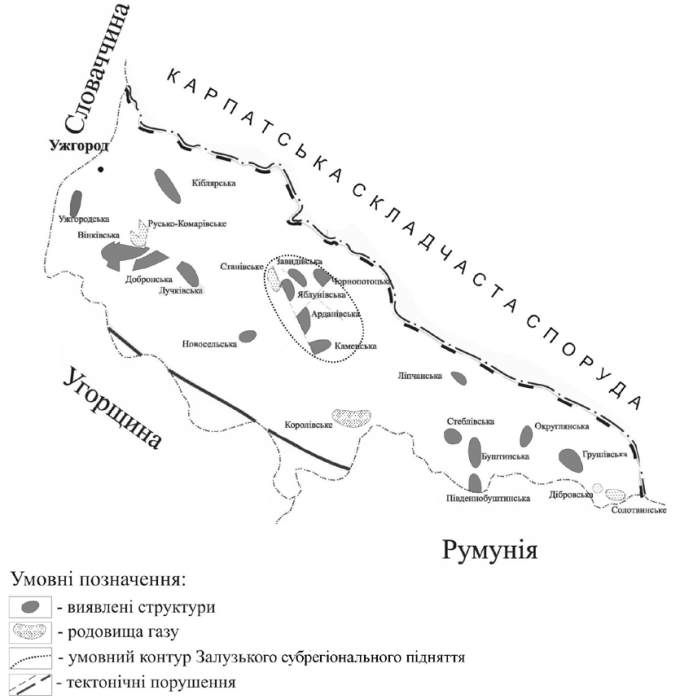 Словаччина
КАРПАТСЬКА СКЛАДЧАСТА СПОРУДА
Ужгород
Кіблярська
Ужгородська
Русько-Комарівське
Вінківська
Добронська
Лучківська
Станівське
Завидівська
Чорнопотоцька
Яблунівська
Арданівська
Новосельська
Каменська
Ліпчанська
Угорщина
Королівське
Стеблівська
Округлянська
Буштинська
Грушівська
Південнобуштинська
Дібровська
Солотвинське
Румунія
Умовні позначення:
- виявлені структури
- родовища газу
- умовний контур Залузького субрегіонального підняття
- тектонічні порушення